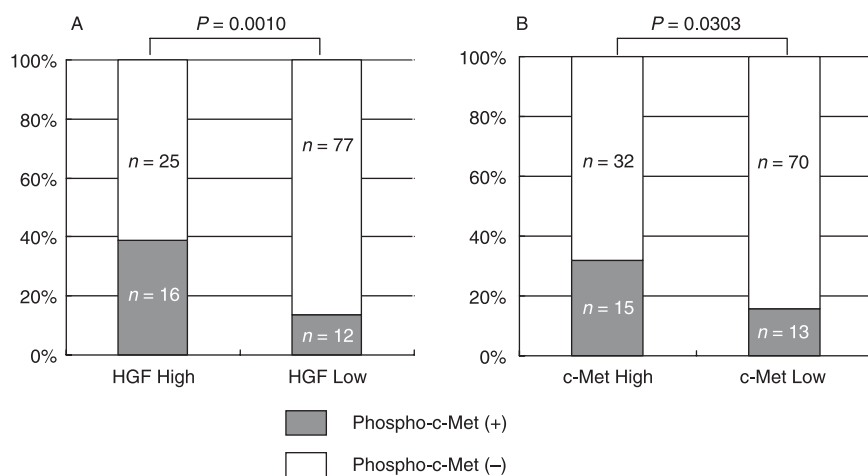 A
P = 0.0010
100%
80%
60%
40%
20%
0%
n = 25
n = 77
n = 16
n = 12
HGF High
HGF Low
B
P = 0.0303
100%
80%
60%
40%
20%
0%
n = 32
n = 70
n = 15
n = 13
c-Met High
c-Met Low
Phospho-c-Met (+)
Phospho-c-Met (–)